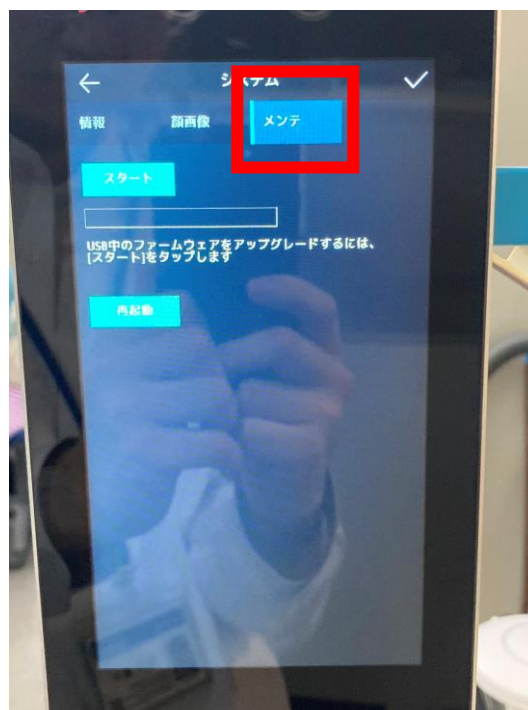 システム
情報 顔画像 メンテ
スタート
USB中のファームウェアをアップグレードするには、
[スタート]をタップします
再起動